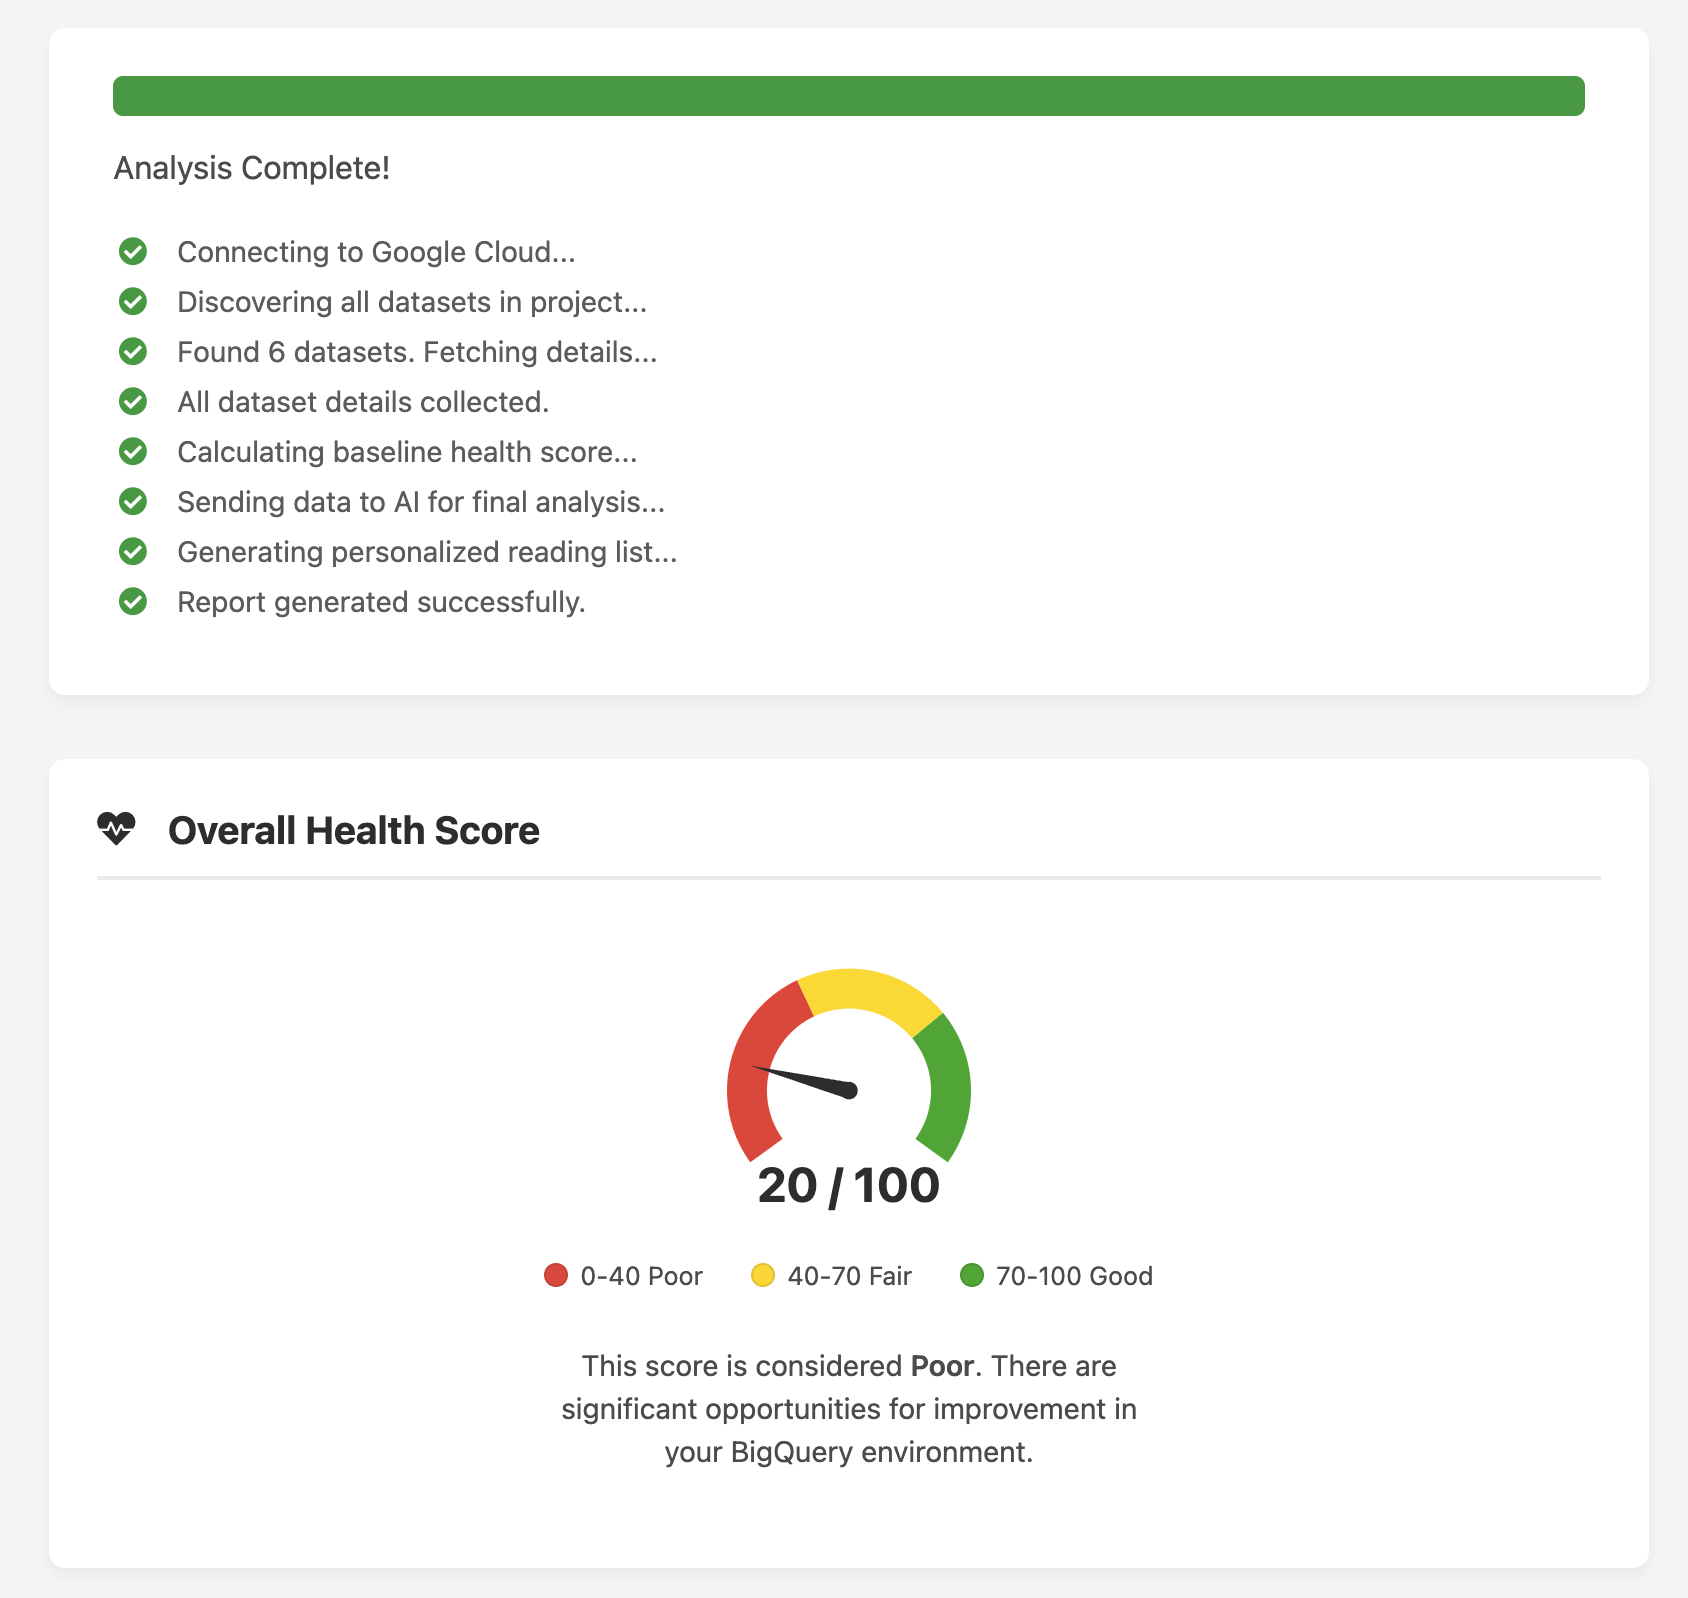 Analysis Complete!
Connecting to Google Cloud...
Discovering all datasets in project...
Found 6 datasets. Fetching details...
All dataset details collected.
Calculating baseline health score...
Sending data to AI for final analysis...
Generating personalized reading list...
Report generated successfully.
Overall Health Score
20 / 100
0-40 Poor 40-70 Fair 70-100 Good
This score is considered Poor. There are
significant opportunities for improvement in
your BigQuery environment.